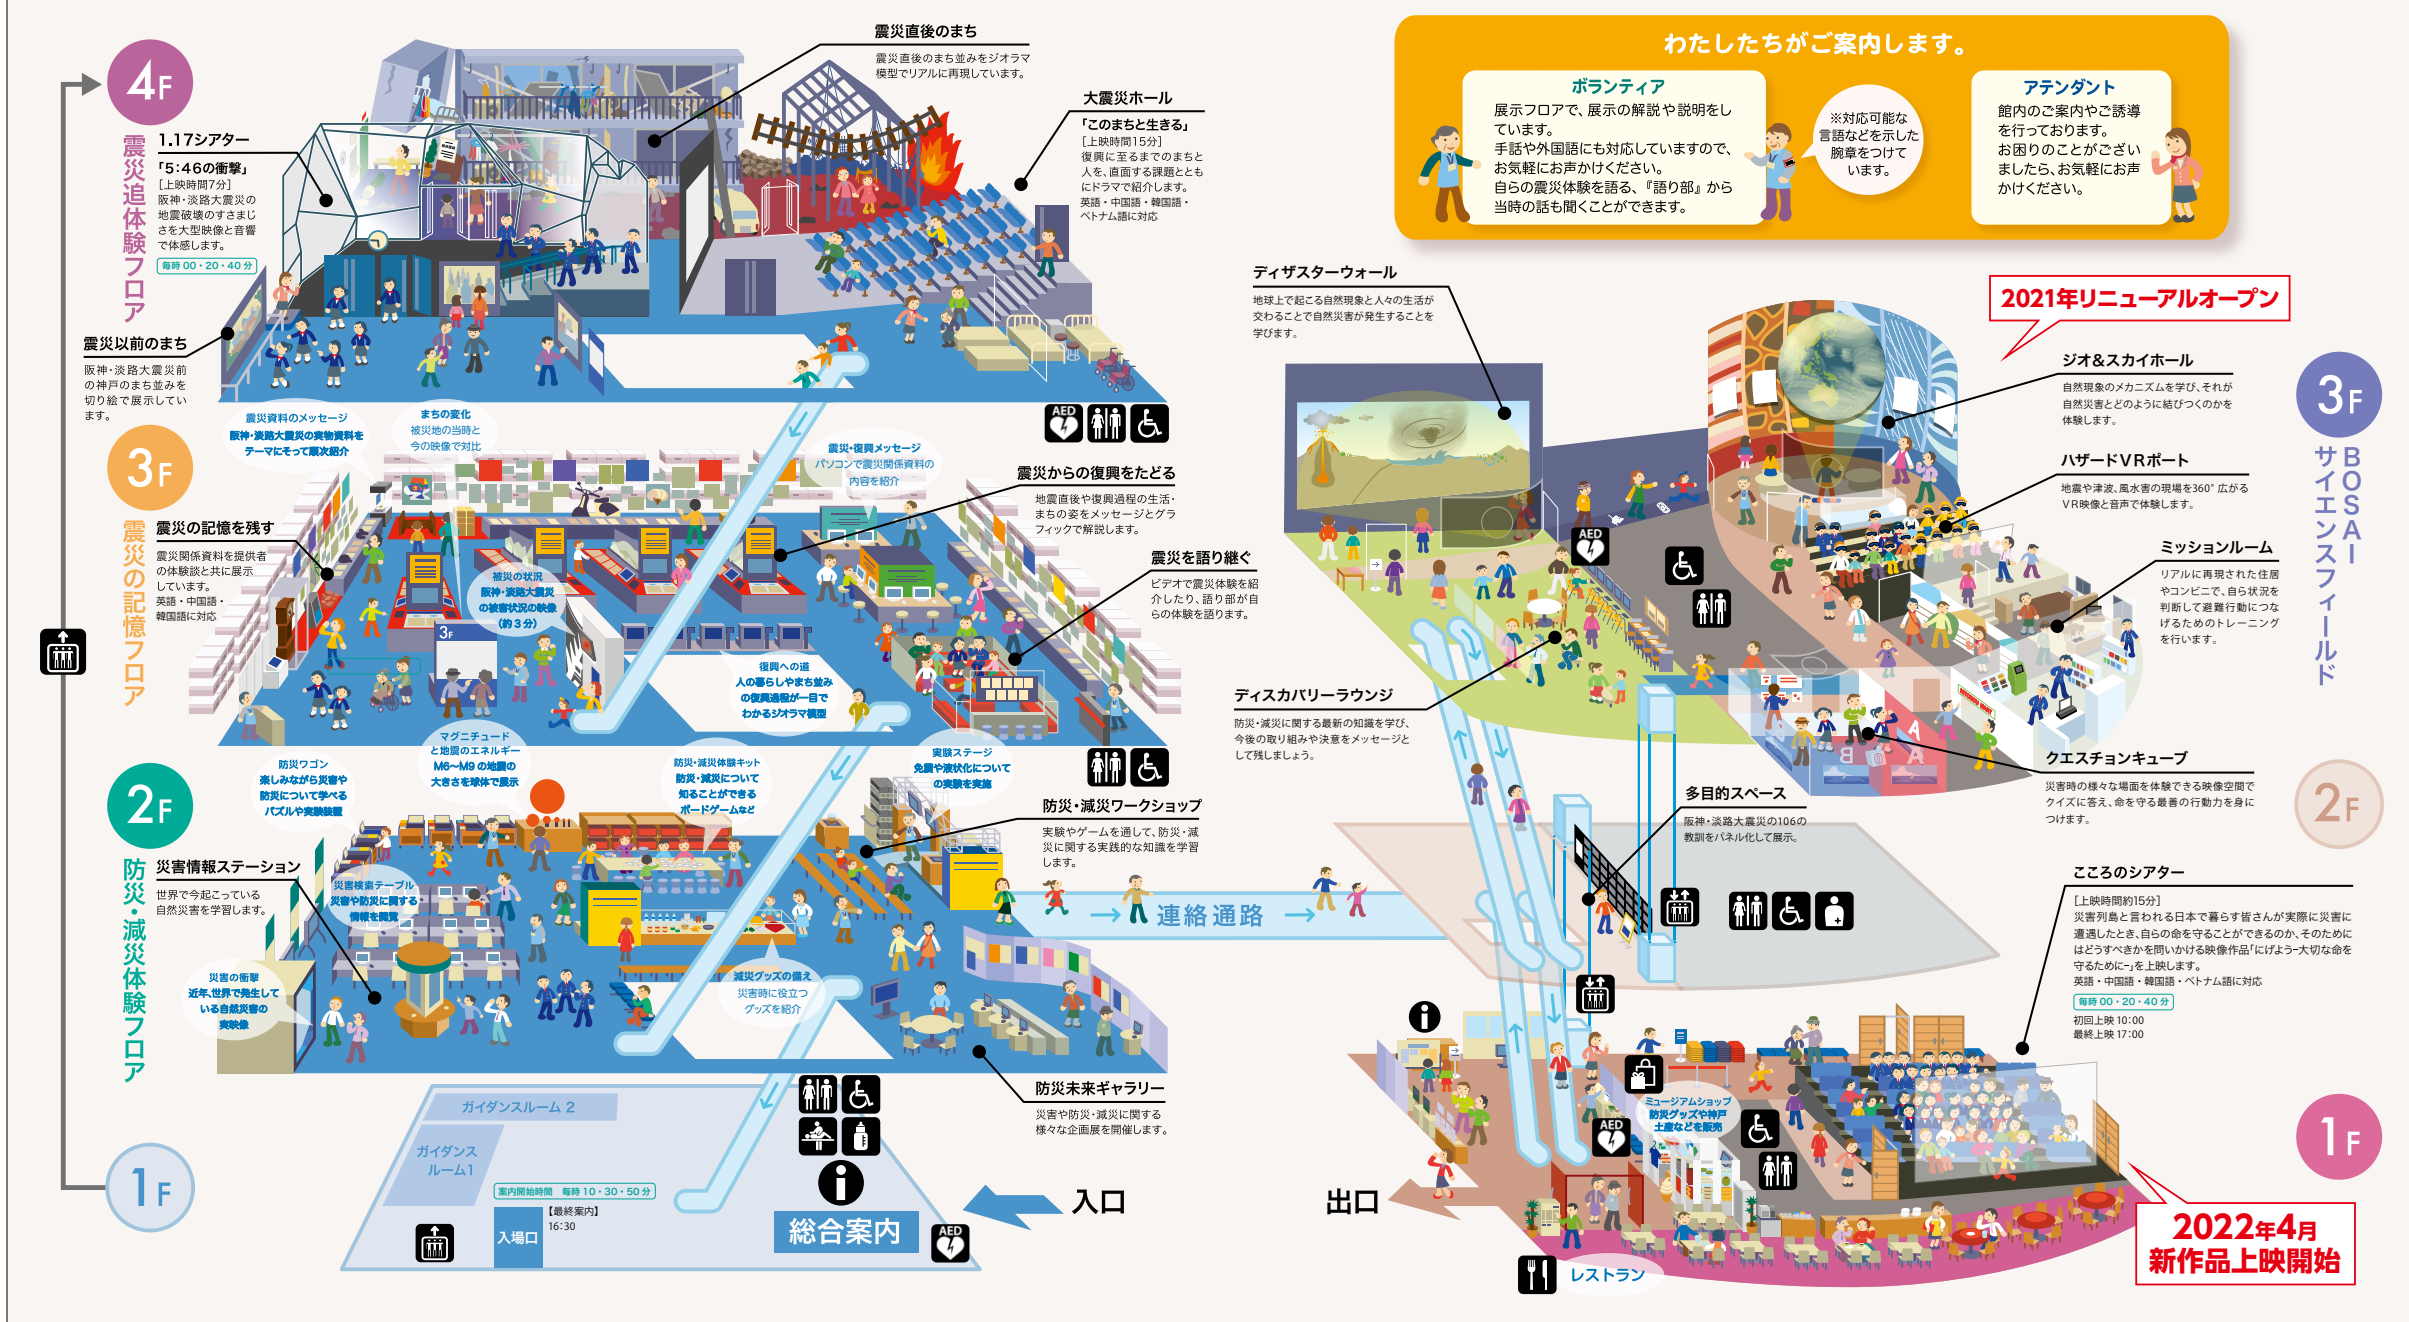 4F
震災追体験フロア
1.17シアター
「5:46の衝撃」
［上映時間7分］
阪神・淡路大震災の
地震破壊のすさまじ
さを大型映像と音響
で体感します。
毎時 00・20・40 分
震災以前のまち
阪神・淡路大震災前
の神戸のまち並みを
切り絵で展示してい
ます。
震災直後のまち
震災直後のまち並みをジオラマ
模型でリアルに再現しています。
大震災ホール
「このまちと生きる」
［上映時間15分］
復興に至るまでのまちと
人を、直面する課題ととも
にドラマで紹介します。
英語・中国語・韓国語・
ベトナム語に対応
AED
3F
震災の記憶フロア
震災資料のメッセージ
阪神・淡路大震災の実物資料を
テーマにそって順次紹介
まちの変化
被災地の当時と
今の映像で対比
震災・復興メッセージ
パソコンで震災関係資料の
内容を紹介
震災からの復興をたどる
地震直後や復興過程の生活・
まちの姿をメッセージとグラ
フィックで解説します。
震災の記憶を残す
震災関係資料を提供者
の体験談と共に展示
しています。
英語・中国語・
韓国語に対応
震災を語り継ぐ
ビデオで震災体験を紹
介したり、語り部が自
らの体験を語ります。
被災の状況
阪神・淡路大震災
の被害状況の映像
（約３分）
3F
復興への道
人の暮らしやまち並み
の復興過程が一目で
わかるジオラマ模型
2F
防災・減災体験フロア
防災ワゴン
楽しみながら災害や
防災について学べる
パズルや実験装置
マグニチュード
と地震のエネルギー
M6〜M9 の地震の
大きさを球体で展示
防災・減災体験キット
防災・減災について
知ることができる
ボードゲームなど
実験ステージ
免震や液状化について
の実験を実施
防災・減災ワークショップ
実験やゲームを通して、防災・減
災に関する実践的な知識を学習
します。
災害情報ステーション
世界で今起こっている
自然災害を学習します。
災害検索テーブル
災害や防災に関する
情報を閲覧
災害の衝撃
近年、世界で発生して
いる自然災害の
実映像
減災グッズの備え
災害時に役立つ
グッズを紹介
防災未来ギャラリー
災害や防災・減災に関する
様々な企画展を開催します。
連絡通路
1F
ガイダンスルーム 2
ガイダンス
ルーム1
案内開始時間　毎時 10・30・50 分
【最終案内】
16:30
入場口
総合案内
AED
入口
わたしたちがご案内します。
ボランティア
展示フロアで、展示の解説や説明をし
ています。
手話や外国語にも対応していますので、
お気軽にお声かけください。
自らの震災体験を語る、『語り部』から
当時の話も聞くことができます。
※対応可能な
言語などを示した
腕章をつけて
います。
アテンダント
館内のご案内やご誘導
を行っております。
お困りのことがござい
ましたら、お気軽にお声
かけください。
2021年リニューアルオープン
3F
BOSAI
サイエンスフィールド
ディザスターウォール
地球上で起こる自然現象と人々の生活が
交わることで自然災害が発生することを
学びます。
ジオ＆スカイホール
自然現象のメカニズムを学び、それが
自然災害とどのように結びつくのかを
体験します。
ハザードVRポート
地震や津波、風水害の現場を360°広がる
VR映像と音声で体験します。
ミッションルーム
リアルに再現された住居
やコンビニで、自ら状況を
判断して避難行動につな
げるためのトレーニング
を行います。
AED
ディスカバリーラウンジ
防災・減災に関する最新の知識を学び、
今後の取り組みや決意をメッセージと
して残しましょう。
クエスチョンキューブ
災害時の様々な場面を体験できる映像空間で
クイズに答え、命を守る最善の行動力を身に
つけます。
2F
多目的スペース
阪神・淡路大震災の106の
教訓をパネル化して展示。
こころのシアター
［上映時間約15分］
災害列島と言われる日本で暮らす皆さんが実際に災害に
遭遇したとき、自らの命を守ることができるのか、そのために
はどうすべきかを問いかける映像作品「にげよう-大切な命を
守るために-」を上映します。
英語・中国語・韓国語・ベトナム語に対応
毎時 00・20・40 分
初回上映 10:00
最終上映 17:00
1F
ミュージアムショップ
防災グッズや神戸
土産などを販売
AED
出口
レストラン
2022年4月
新作品上映開始